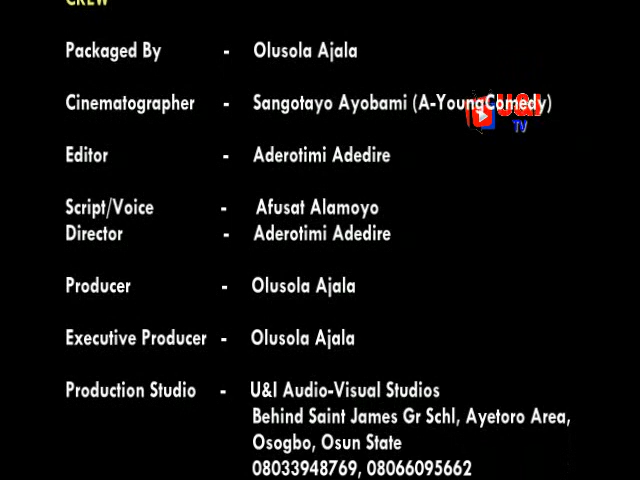 CREW
Packaged By - Olusola Ajala
Cinematographer - Sangotayo Ayobami (A-YoungComedy)
U&I
TV
Editor - Aderotimi Adedire
Script/Voice - Afusat Alamoyo
Director - Aderotimi Adedire
Producer - Olusola Ajala
Executive Producer - Olusola Ajala
Production Studio - U&I Audio-Visual Studios
Behind Saint James Gr Schl, Ayetoro Area,
Osogbo, Osun State
08033948769, 08066095662